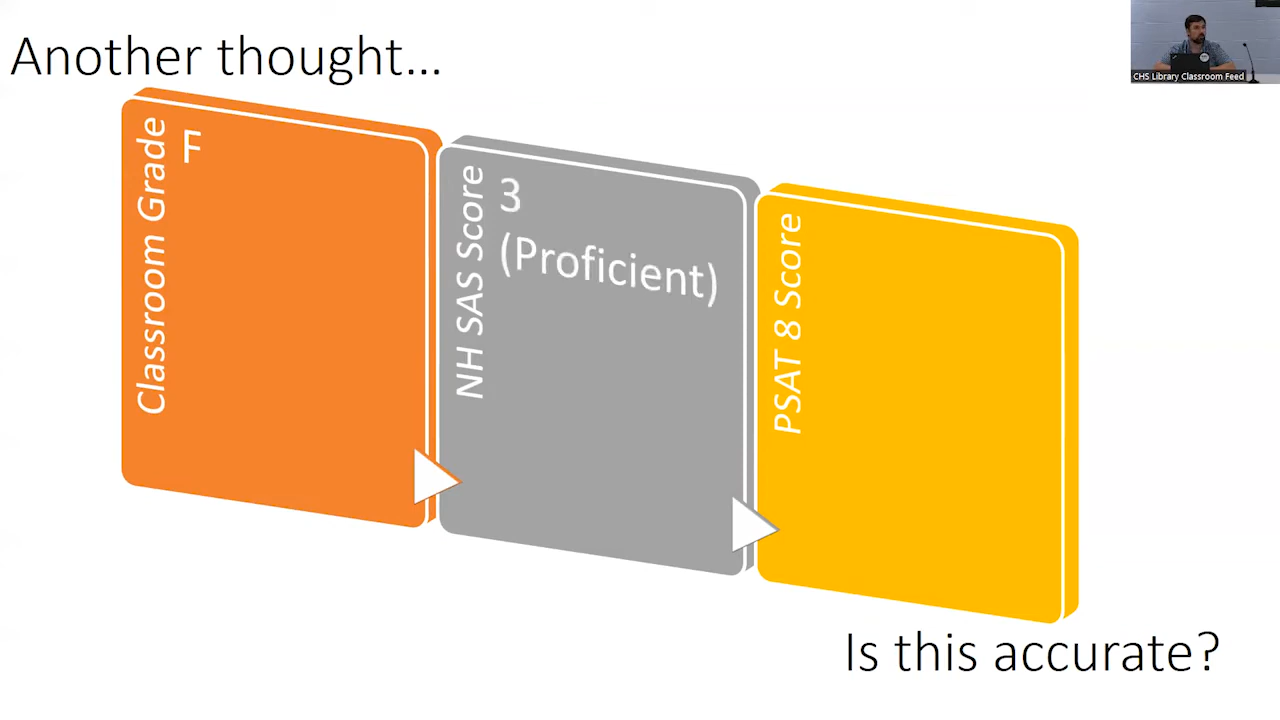 Another thought...
CHS Library Classroom Feed
Classroom Grade
F
NH SAS Score
3
(Proficient)
PSAT 8 Score
Is this accurate?